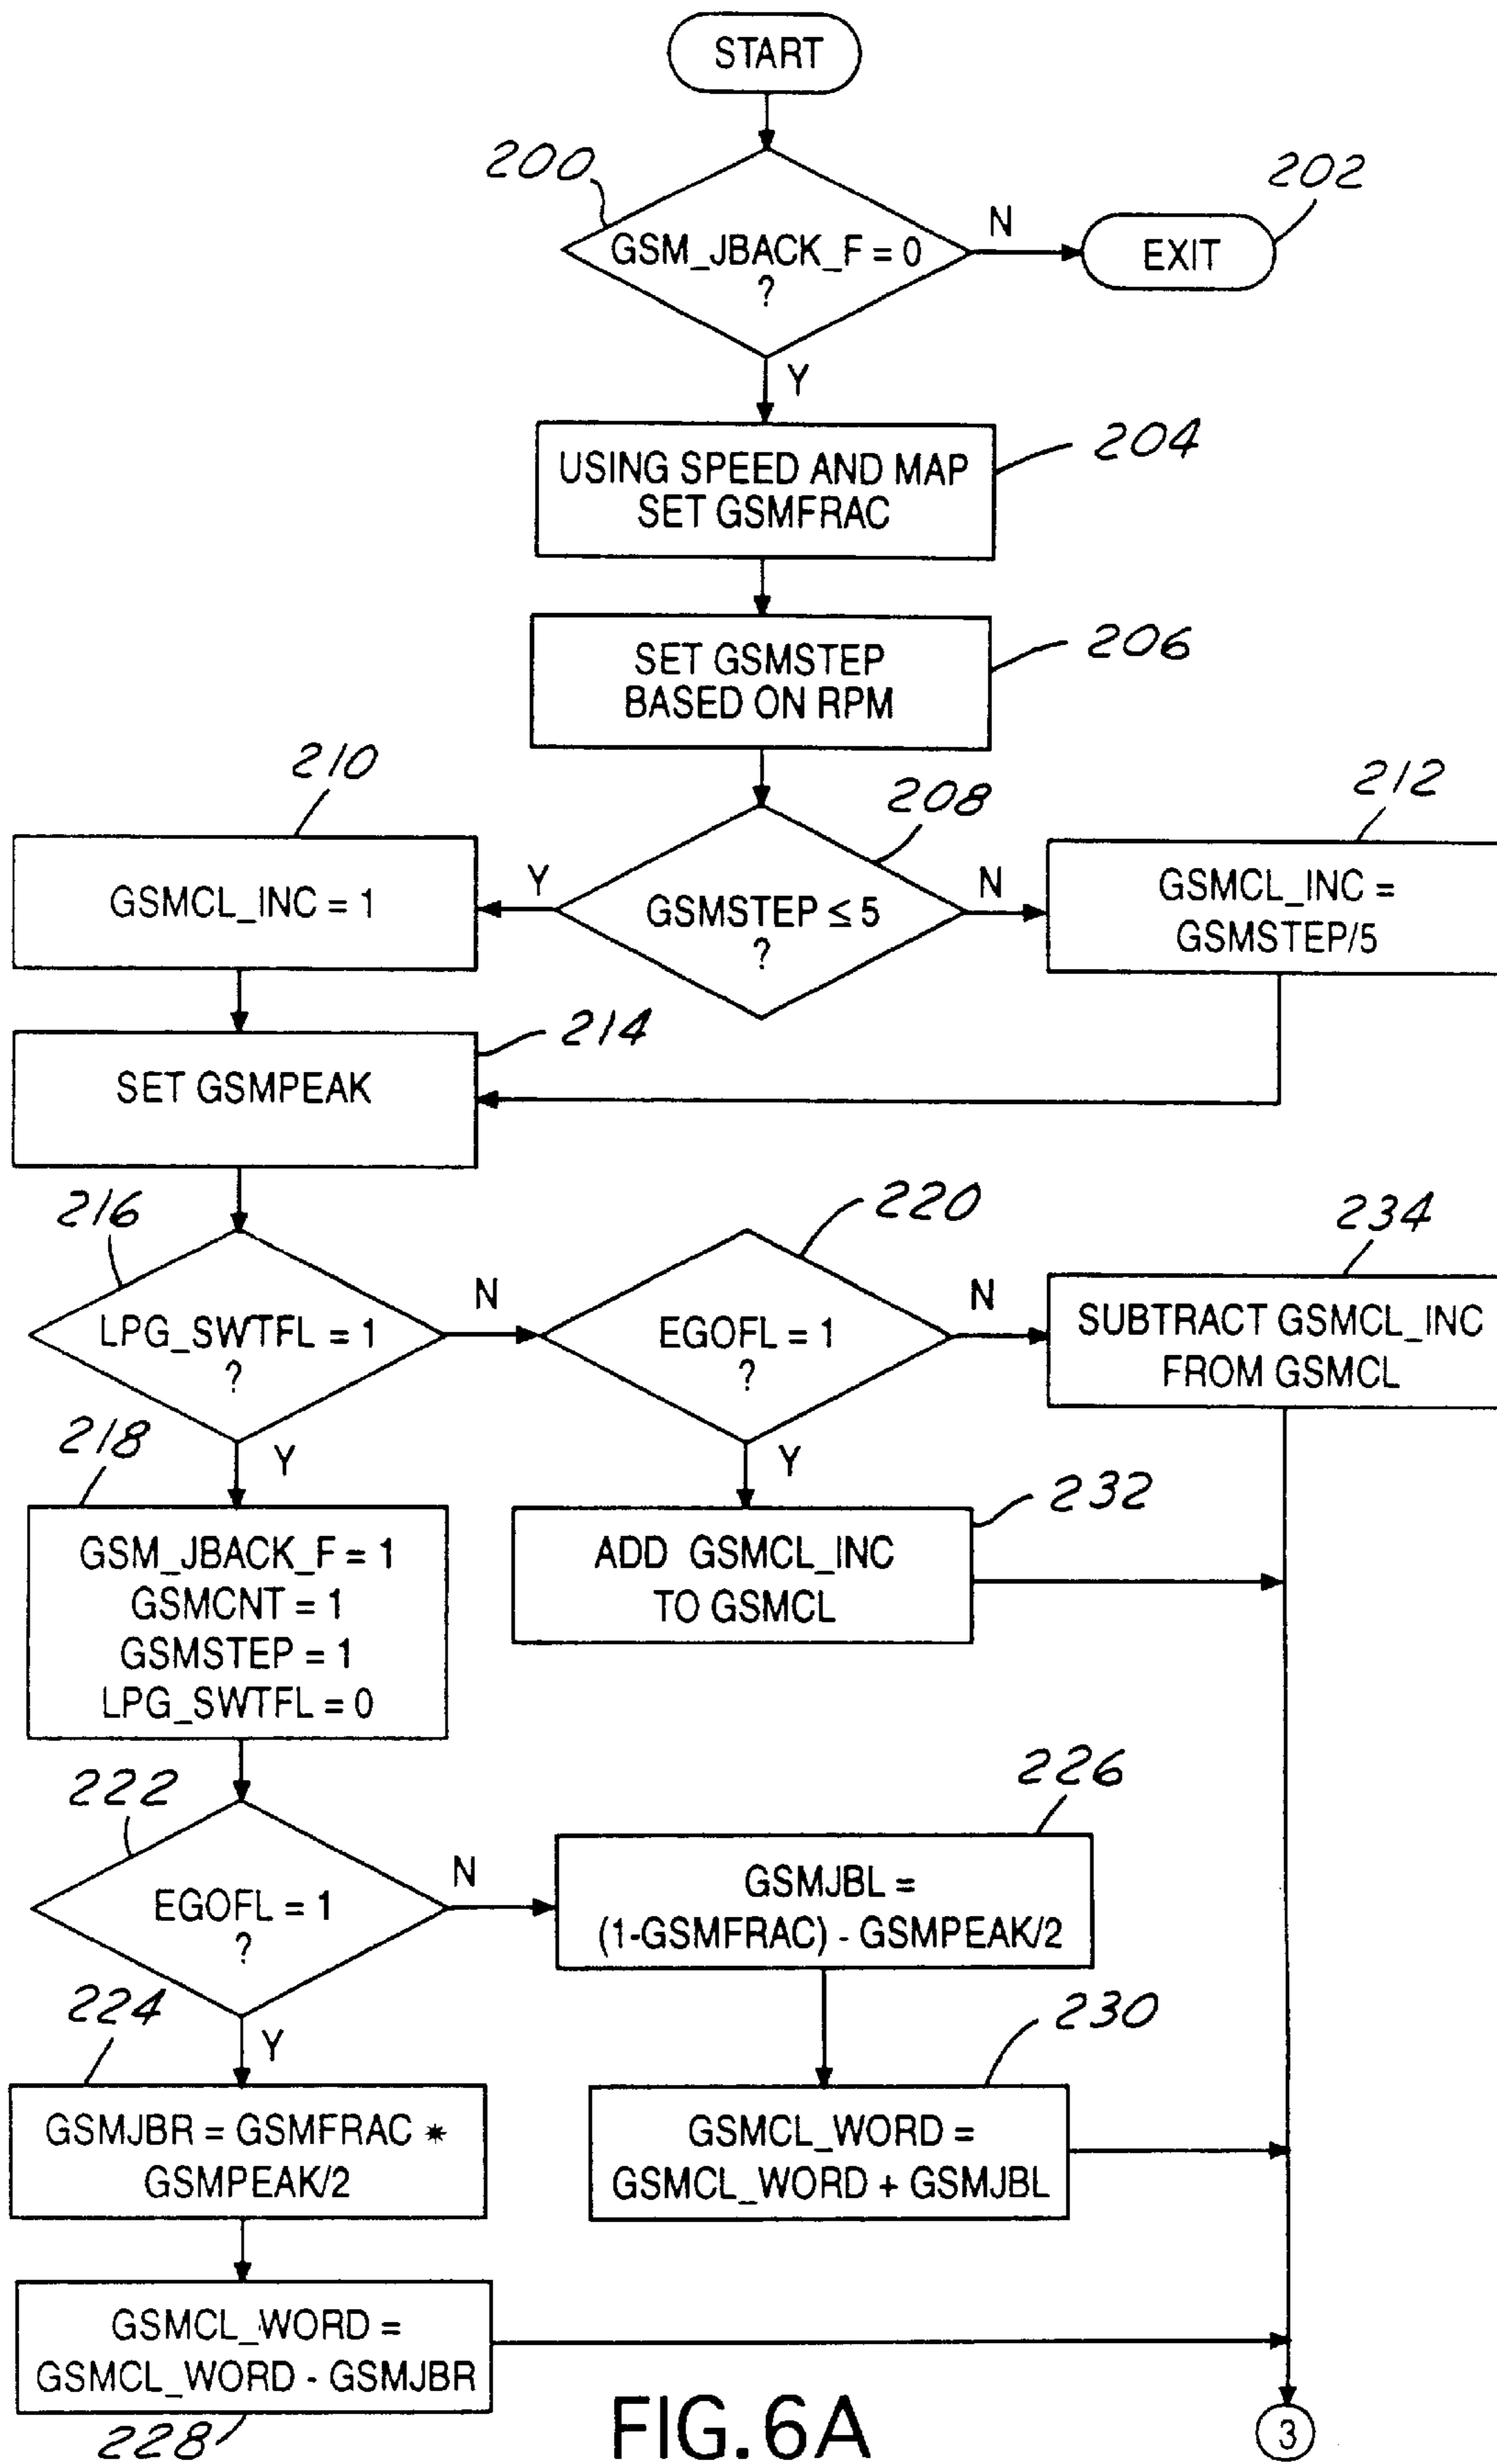 START
200
202
GSM_JBACK_F = 0
?
N
EXIT
Y
204
USING SPEED AND MAP
SET GSMFRAC
206
SET GSMSTEP
BASED ON RPM
210
208
212
GSMCL_INC = 1
Y
GSMSTEP ≤ 5
?
N
GSMCL_INC =
GSMSTEP/5
214
SET GSMPEAK
216
220
234
LPG_SWTFL = 1
?
N
EGOFL = 1
?
N
SUBTRACT GSMCL_INC
FROM GSMCL
218
Y
Y
232
GSM_JBACK_F = 1
GSMCNT = 1
GSMSTEP = 1
LPG_SWTFL = 0
ADD GSMCL_INC
TO GSMCL
222
226
EGOFL = 1
?
N
GSMJBL =
(1-GSMFRAC) - GSMPEAK/2
224
Y
230
GSMJBR = GSMFRAC *
GSMPEAK/2
GSMCL_WORD =
GSMCL_WORD + GSMJBL
GSMCL_WORD =
GSMCL_WORD - GSMJBR
228
FIG.6A
3